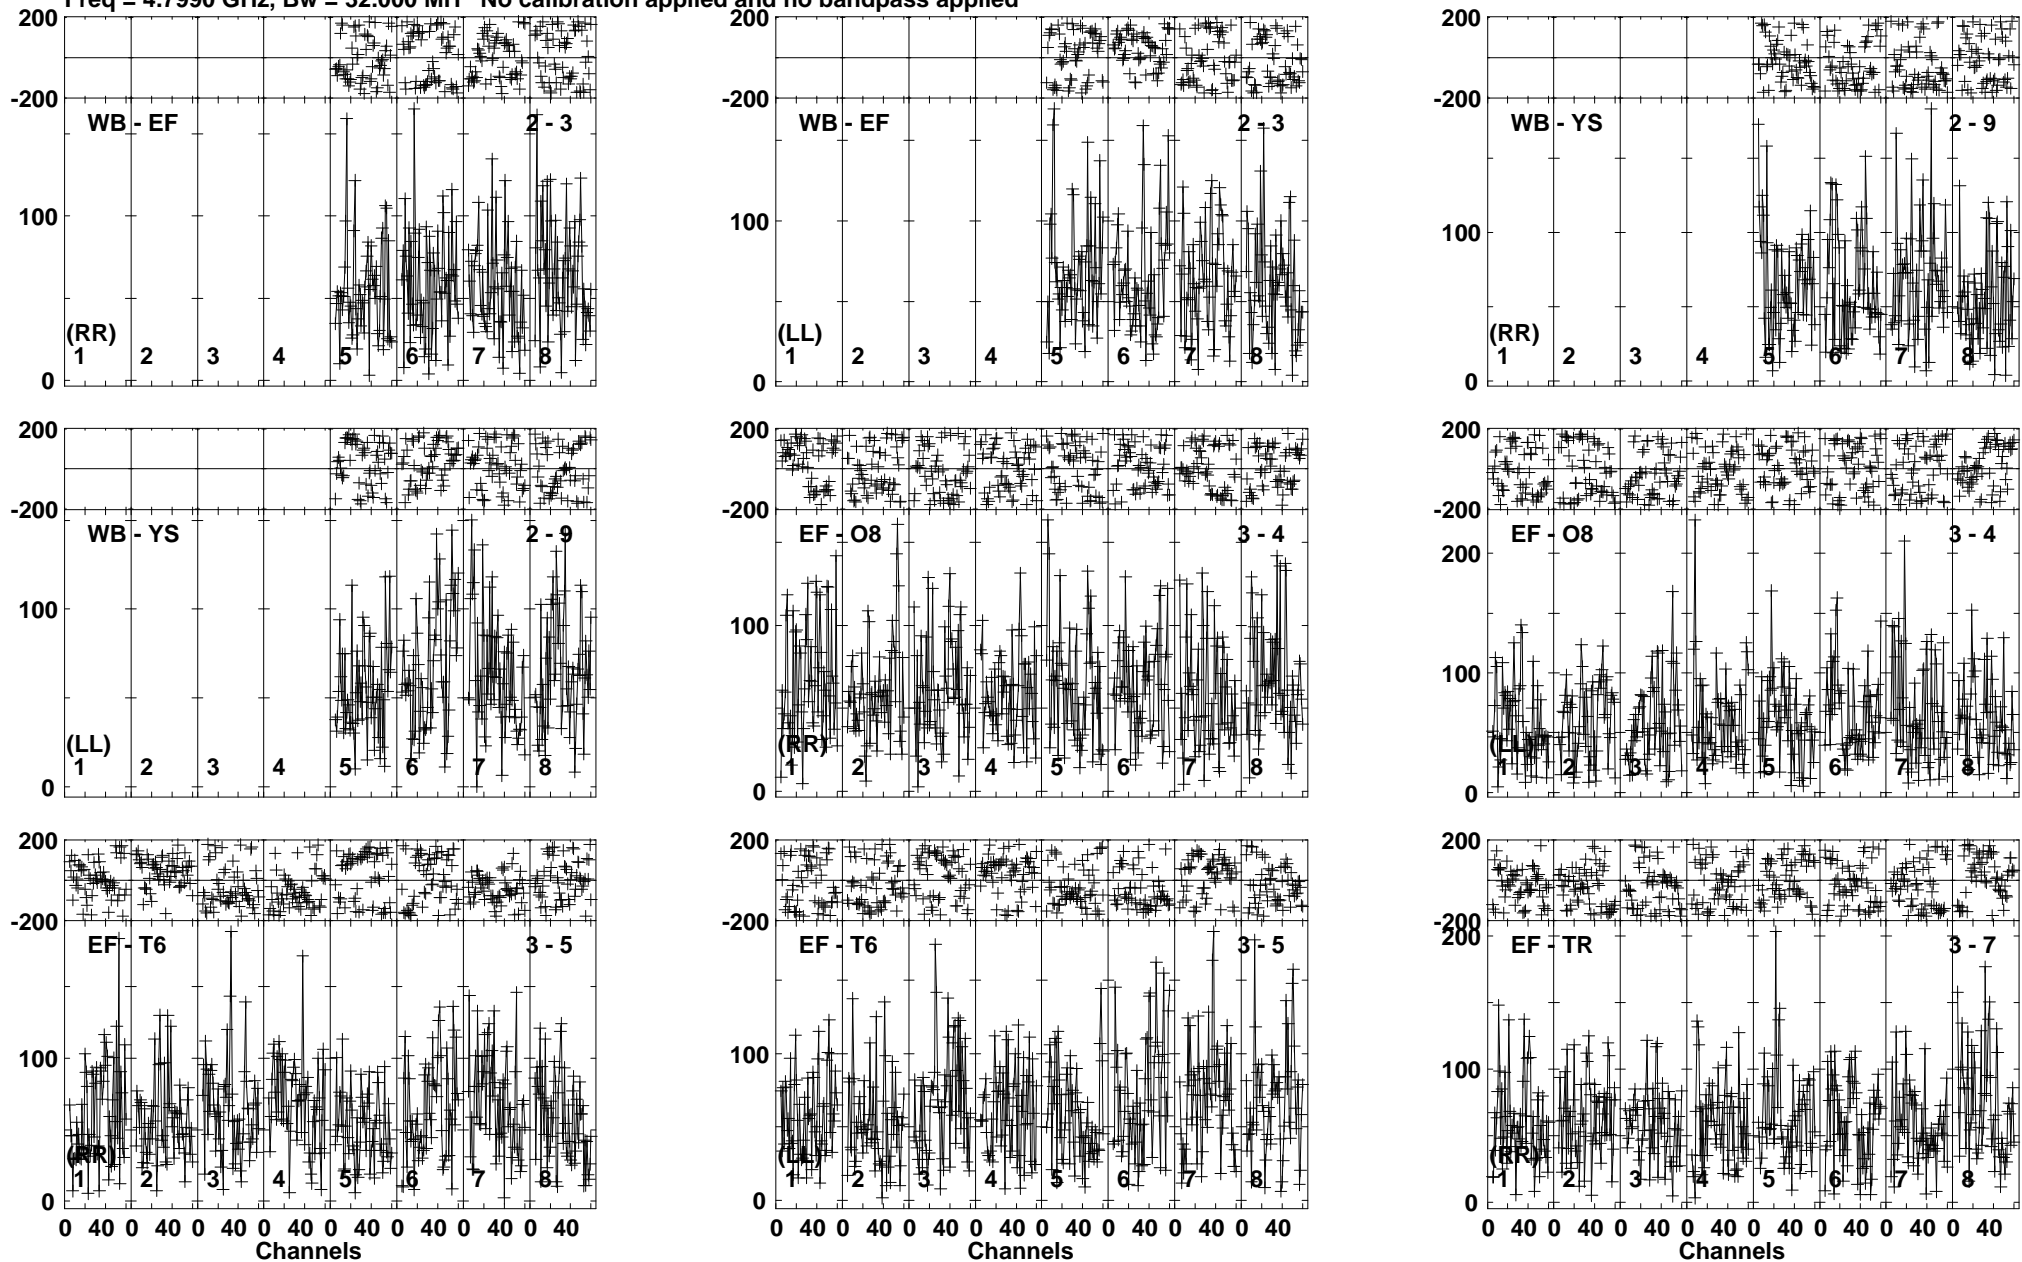 Freq = 4.7990 GHz, Bw = 32.000 MH No calibration applied and no bandpass applied
200 200 200
-200 -200 -200
WB - EF 2 - 3 WB - EF 2 - 3 WB - YS 2 - 9
100 100 100
(RR) (LL) (RR)
1 2 3 4 5 6 7 8 1 2 3 4 5 6 7 8 1 2 3 4 5 6 7 8
0 0 0
200 200 200
-200 -200 -200
WB - YS 2 - 9 EF - O8 3 - 4 EF - O8 3 - 4
200
100 100 100
(LL) (RR) (LL)
1 2 3 4 5 6 7 8 1 2 3 4 5 6 7 8 1 2 3 4 5 6 7 8
0 0 0
200 200 200
-200 -200 -200
EF - T6 3 - 5 EF - T6 3 - 5 EF - TR 3 - 7
200
100 100 100
(RR) (LL) (RR)
1 2 3 4 5 6 7 8 1 2 3 4 5 6 7 8 1 2 3 4 5 6 7 8
0 0 0
0 40 0 40 0 40 0 40 0 40 0 40 0 40 0 40 0 40 0 40 0 40 0 40 0 40 0 40 0 40 0 40 0 40 0 40 0 40 0 40 0 40 0 40 0 40 0 40
Channels Channels Channels